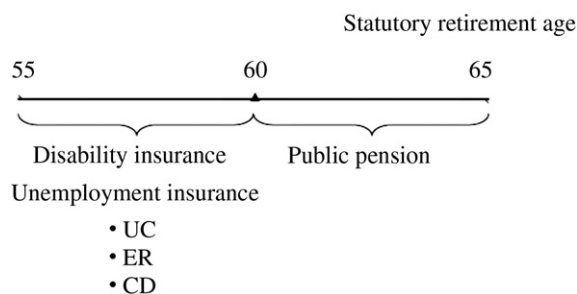 Statutory retirement age
55 60 65
Disability insurance Public pension
Unemployment insurance
• UC
• ER
• CD